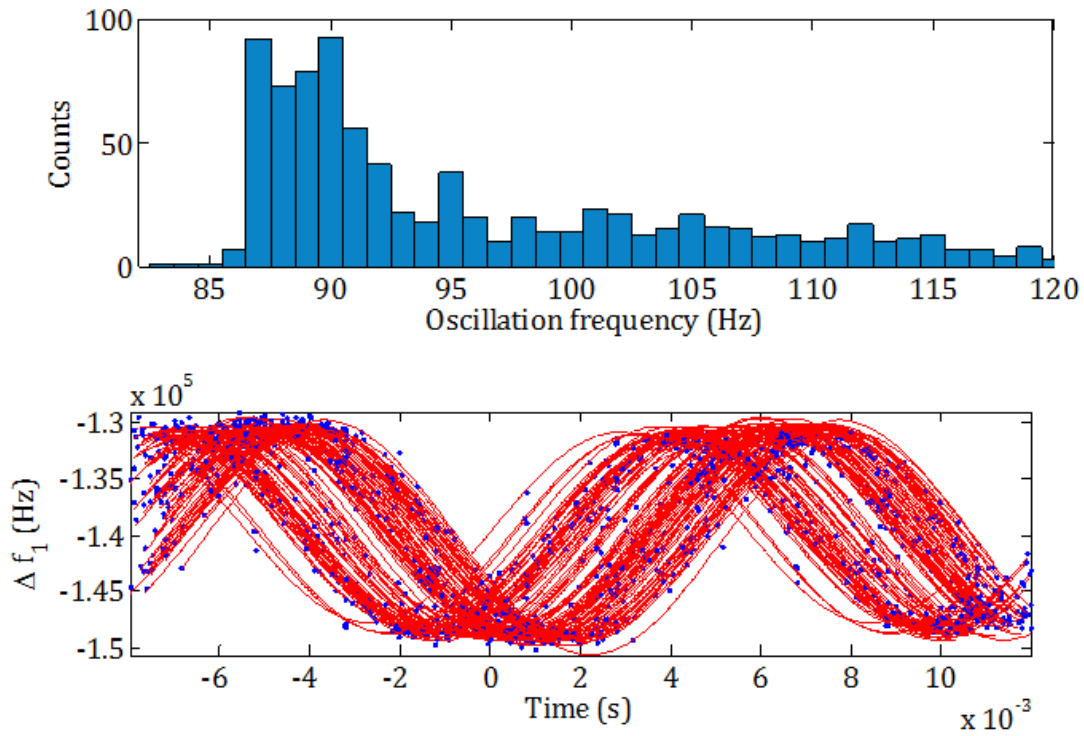 100
50
0
Counts
85 90 95 100 105 110 115 120
Oscillation frequency (Hz)
x 10^5
-1.3
-1.35
-1.4
-1.45
-1.5
Δ f_1 (Hz)
-6 -4 -2 0 2 4 6 8 10
Time (s)
x 10^-3